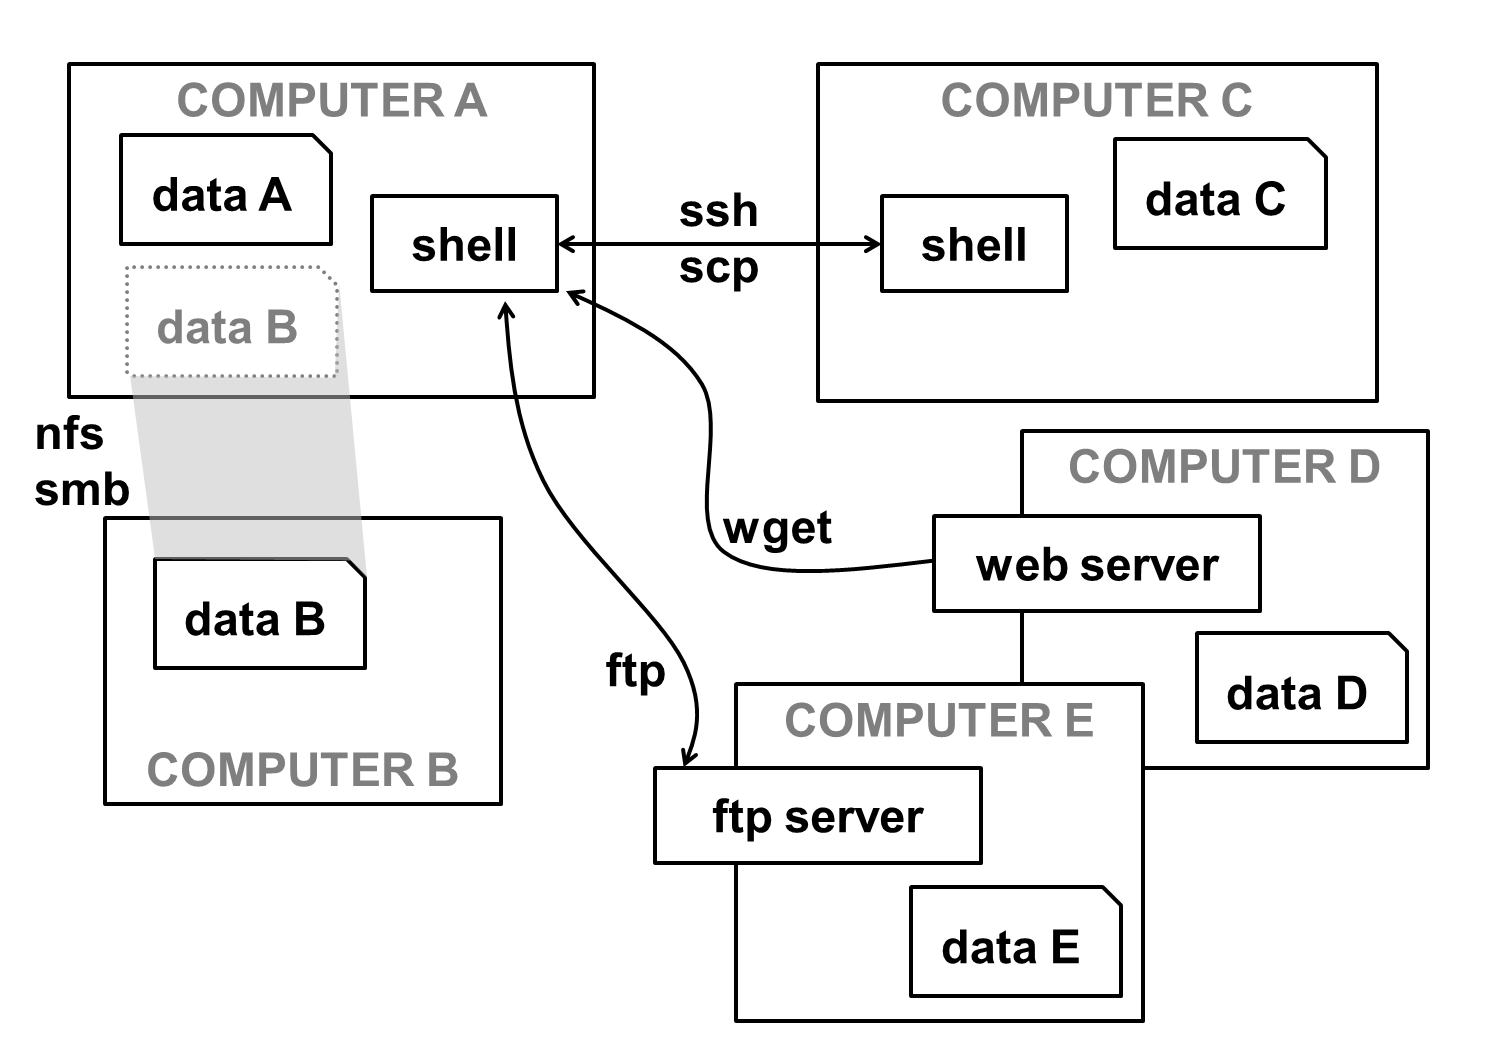 COMPUTER A
data A
shell
data B
ssh
scp
COMPUTER C
data C
shell
nfs
smb
data B
COMPUTER B
wget
COMPUTER D
web server
data D
ftp
COMPUTER E
ftp server
data E